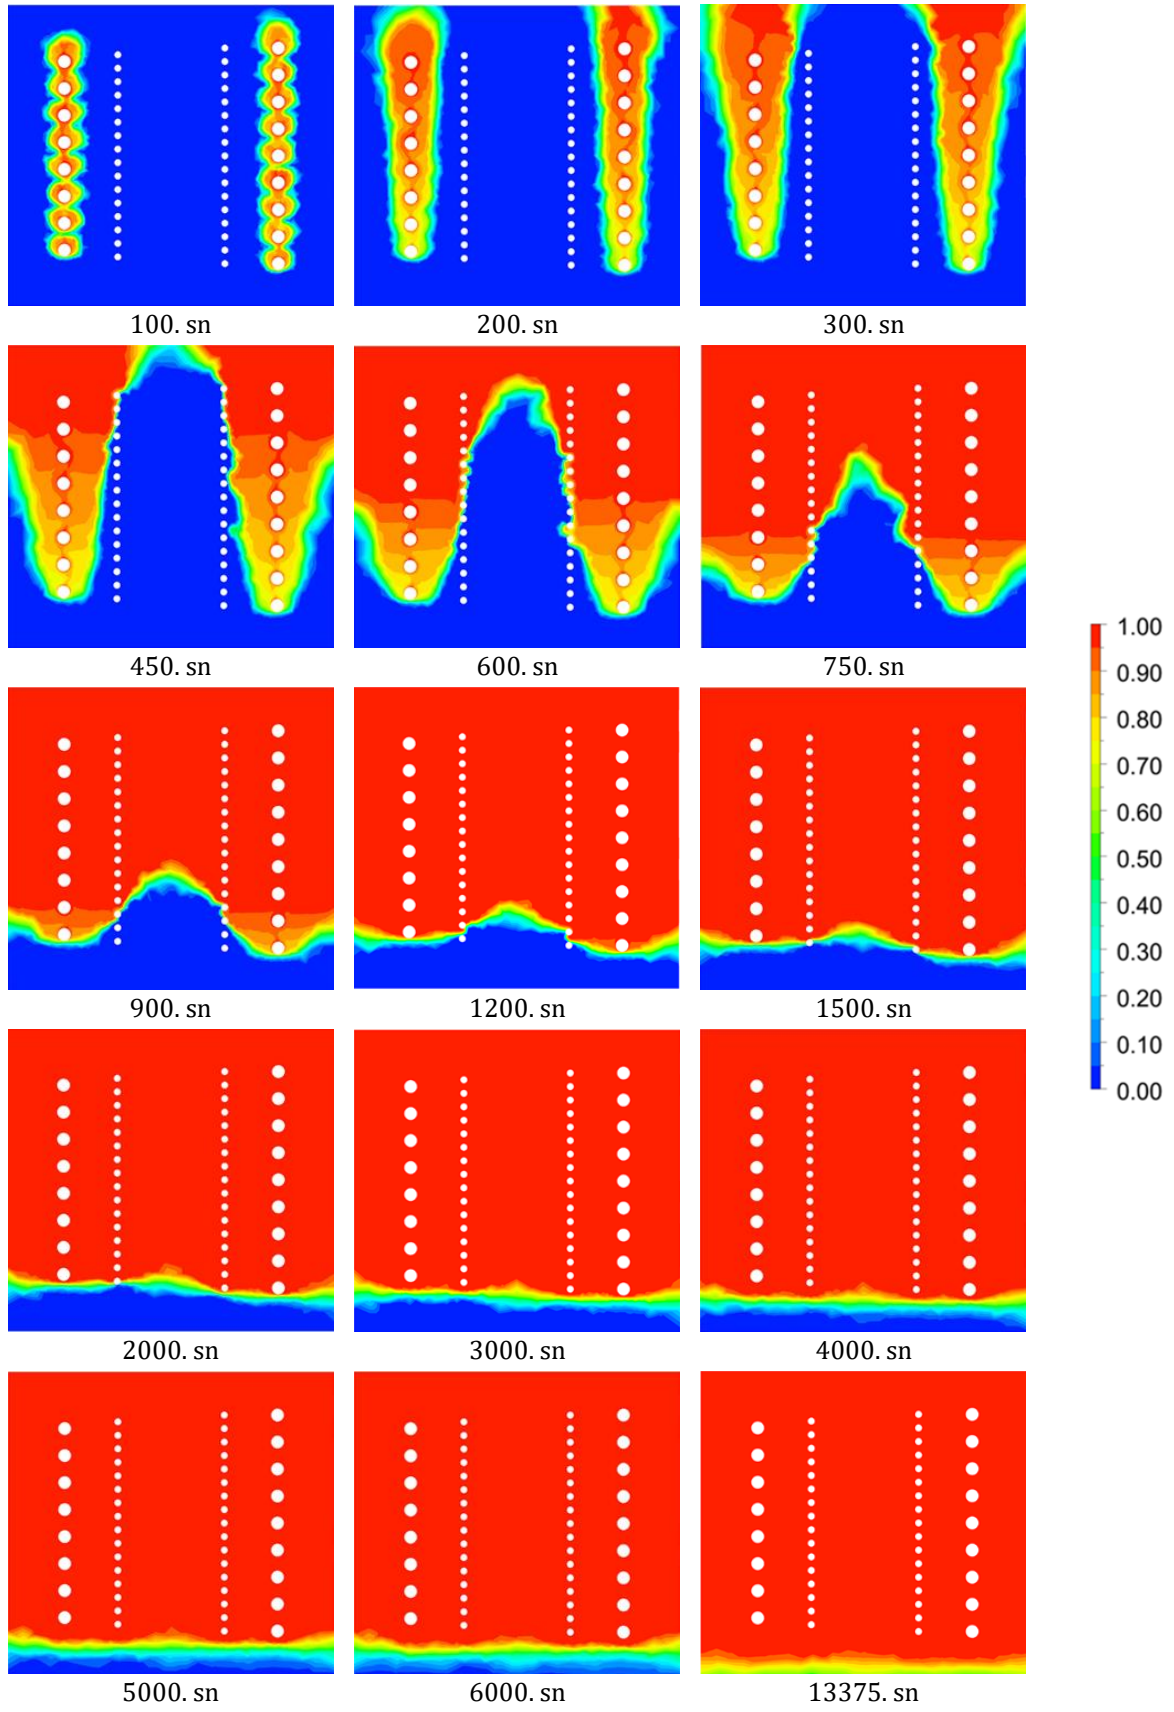 100. sn
200. sn
300. sn
450. sn
600. sn
750. sn
1.00
0.90
0.80
0.70
0.60
0.50
0.40
0.30
0.20
0.10
0.00
900. sn
1200. sn
1500. sn
2000. sn
3000. sn
4000. sn
5000. sn
6000. sn
13375. sn